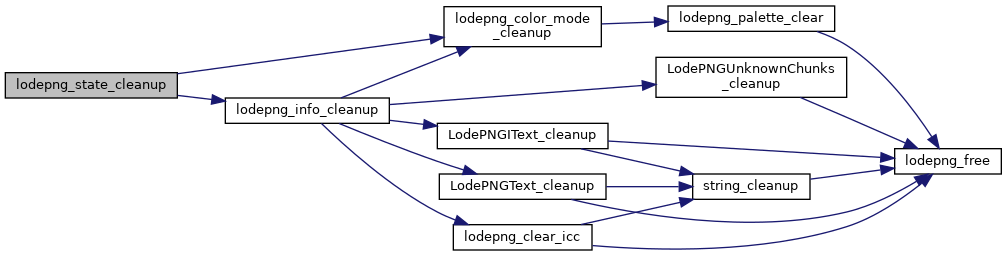 lodepng_state_cleanup
lodepng_info_cleanup
lodepng_color_mode
_cleanup
lodepng_palette_clear
LodePNGUnknownChunks
_cleanup
LodePNGIText_cleanup
LodePNGText_cleanup
lodepng_clear_icc
string_cleanup
lodepng_free